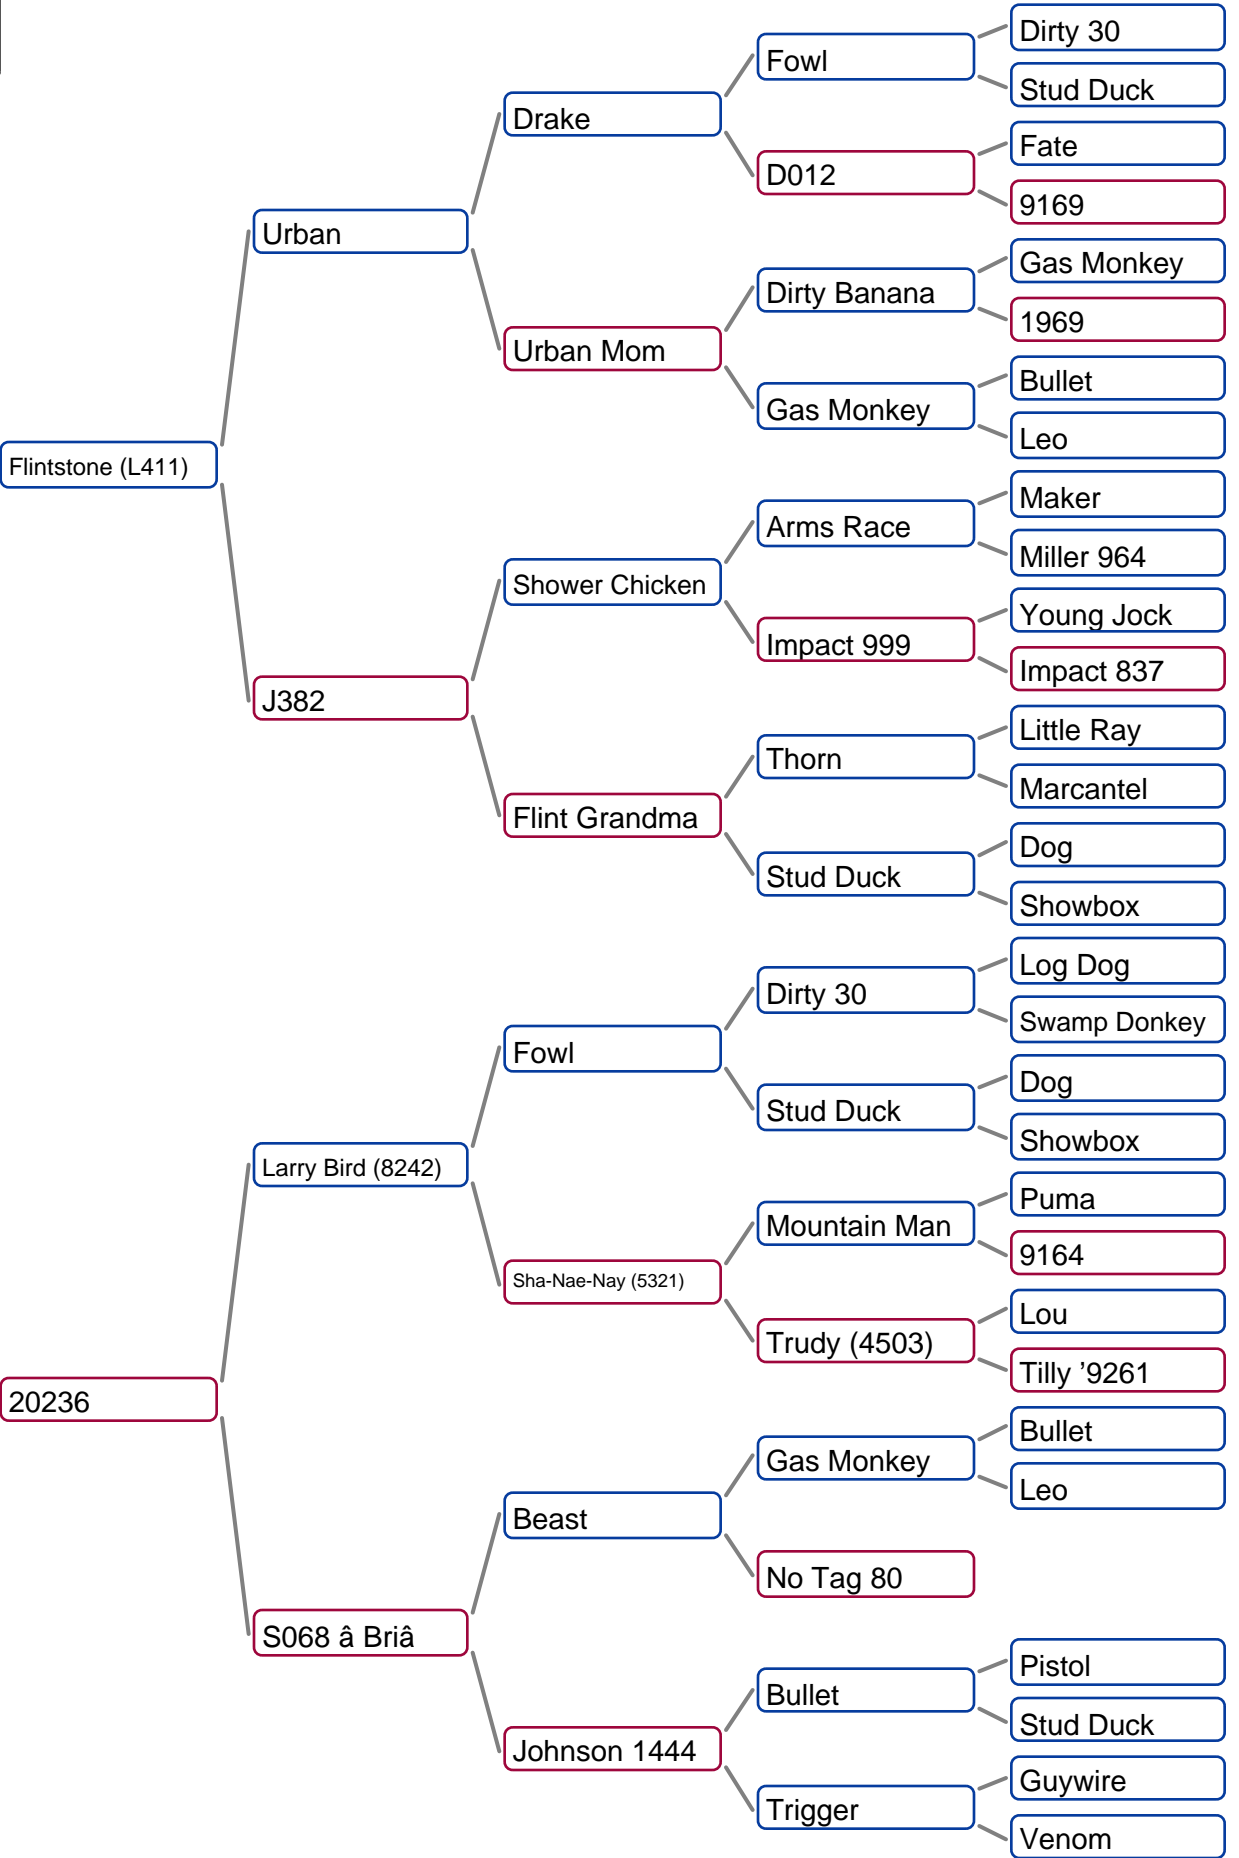 Dirty 30
Fowl
Stud Duck
Drake
Fate
D012
9169
Urban
Gas Monkey
Dirty Banana
1969
Urban Mom
Bullet
Gas Monkey
Leo
Flintstone (L411)
Maker
Arms Race
Miller 964
Shower Chicken
Young Jock
Impact 999
Impact 837
J382
Little Ray
Thorn
Marcantel
Flint Grandma
Dog
Stud Duck
Showbox
Log Dog
Dirty 30
Swamp Donkey
Fowl
Dog
Stud Duck
Showbox
Larry Bird (8242)
Puma
Mountain Man
9164
Sha-Nae-Nay (5321)
Lou
Trudy (4503)
Tilly ’9261
20236
Bullet
Gas Monkey
Leo
Beast
No Tag 80
S068 â Briâ
Pistol
Bullet
Stud Duck
Johnson 1444
Guywire
Trigger
Venom